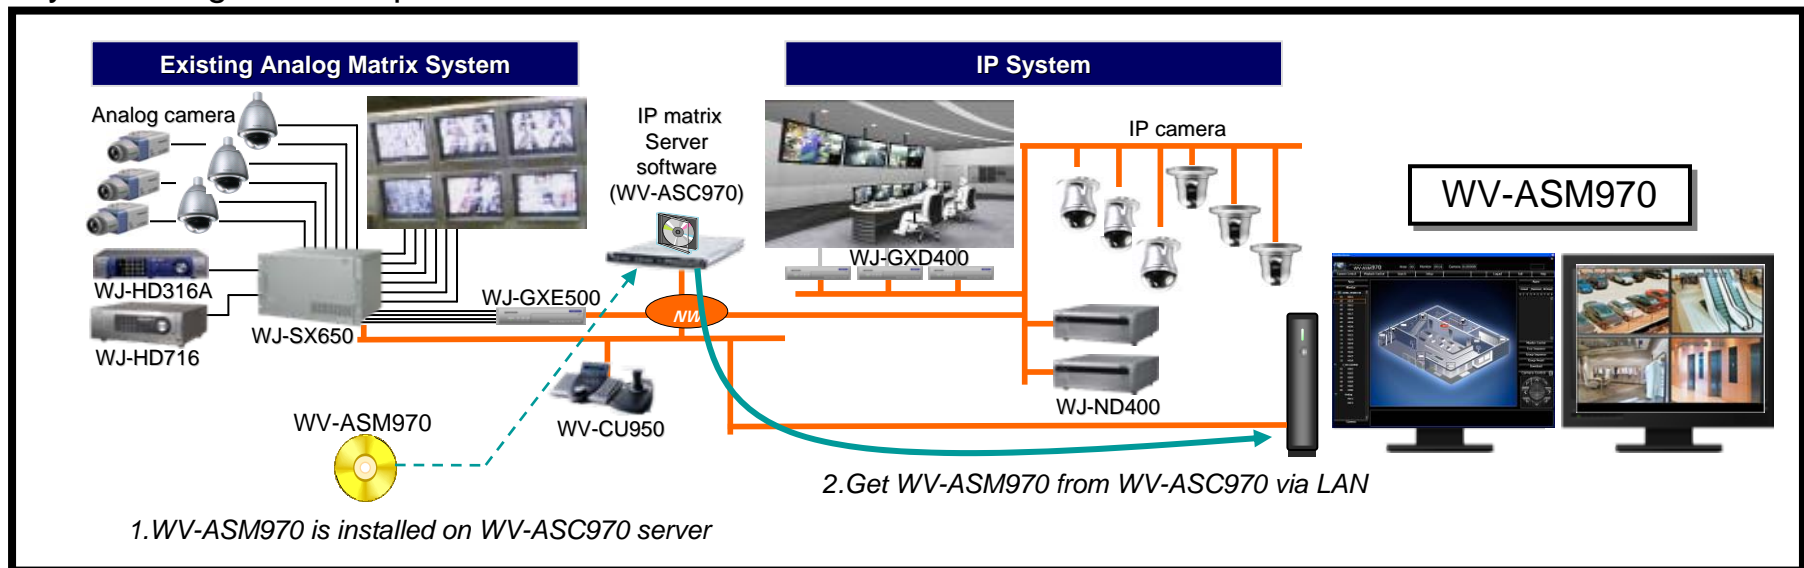 Existing Analog Matrix System
IP System
Analog camera
IP matrix
Server
software
(WV-ASC970)
IP camera
WV-ASM970
WJ-GXD400
WJ-HD316A
WJ-GXE500
NW
WJ-SX650
WJ-HD716
WJ-ND400
WV-ASM970
WV-CU950
2.Get WV-ASM970 from WV-ASC970 via LAN
1.WV-ASM970 is installed on WV-ASC970 server
WV-ASM970